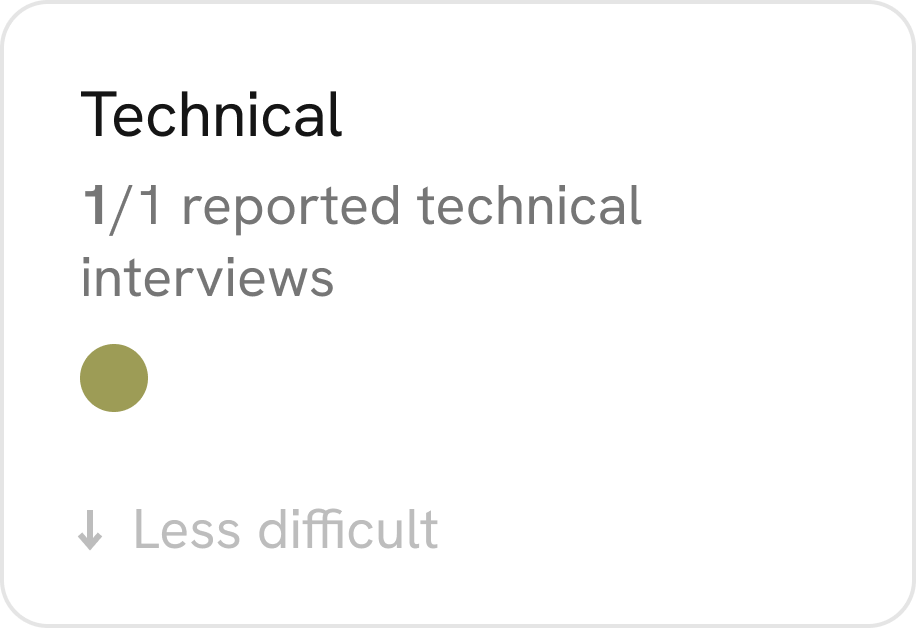 Technical
1/1 reported technical
interviews
↓ Less difficult